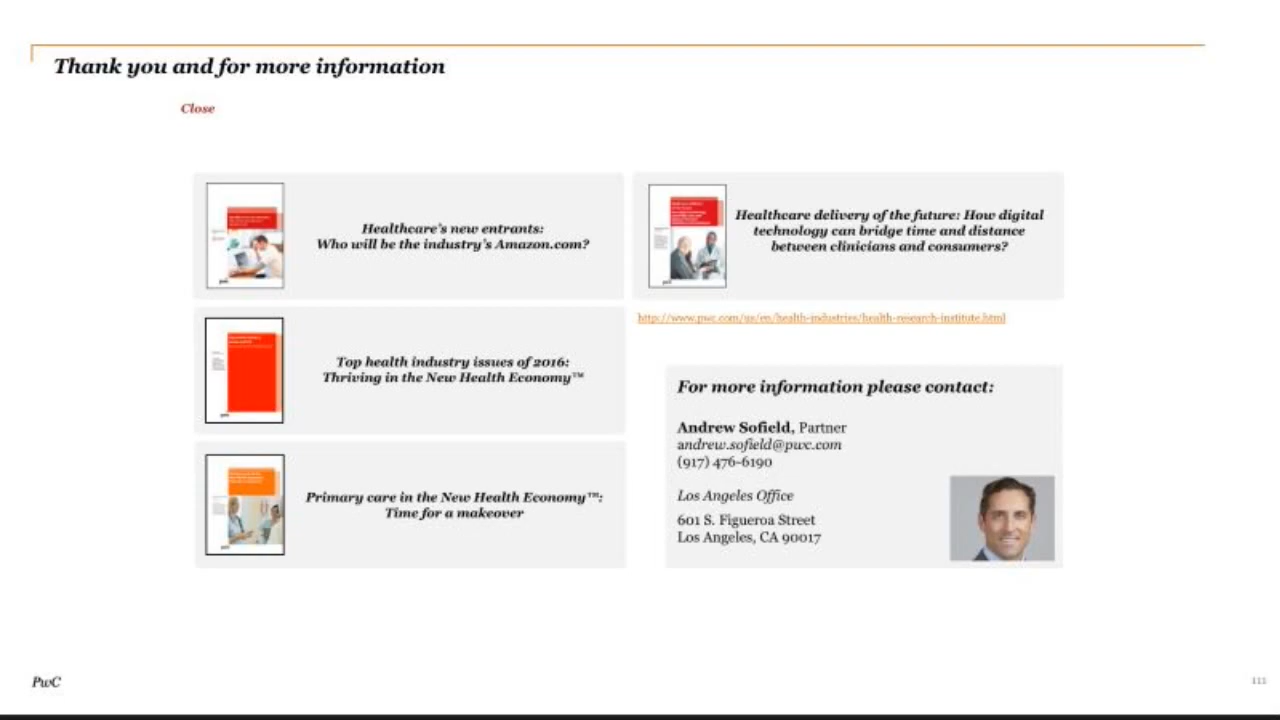 Thank you and for more information
Close
Healthcare's new entrants:
Who will be the industry's Amazon.com?
Healthcare delivery of the future: How digital
technology can bridge time and distance
between clinicians and consumers?
http://www.pwc.com/us/en/health-industries/health-research-institute.html
Top health industry issues of 2016:
Thriving in the New Health Economy™
Primary care in the New Health Economy™:
Time for a makeover
For more information please contact:
Andrew Sofield, Partner
andrew.sofield@pwc.com
(917) 476-6190
Los Angeles Office
601 S. Figueroa Street
Los Angeles, CA 90017
PwC
111